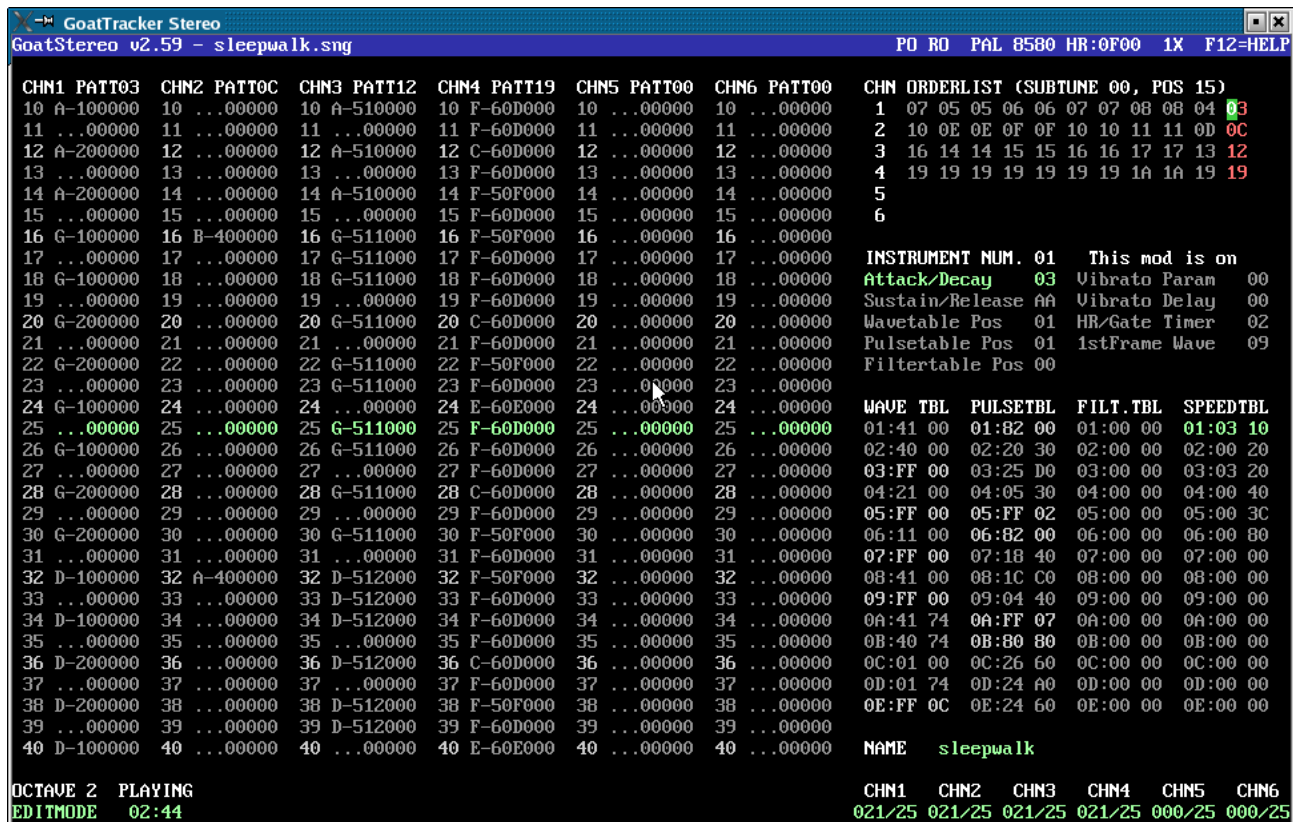 GoatTracker Stereo
GoatStereo v2.59 - sleepwalk.sng PO RO PAL 8580 HR:0F00 1X F12=HELP
CHN1 PATT03 CHN2 PATT0C CHN3 PATT12 CHN4 PATT19 CHN5 PATT00 CHN6 PATT00 CHN ORDERLIST (SUBTUNE 00, POS 15)
10 A-100000 10 ...00000 10 A-510000 10 F-60D000 10 ...00000 10 ...00000 1 07 05 05 06 06 07 07 08 08 04 03
11 ...00000 11 ...00000 11 ...00000 11 F-60D000 11 ...00000 11 ...00000 2 10 0E 0E 0F 0F 10 10 11 11 0D 0C
12 A-200000 12 ...00000 12 A-510000 12 C-60D000 12 ...00000 12 ...00000 3 16 14 14 15 15 16 16 17 17 13 12
13 ...00000 13 ...00000 13 ...00000 13 F-60D000 13 ...00000 13 ...00000 4 19 19 19 19 19 19 19 1A 1A 19 19
14 A-200000 14 ...00000 14 A-510000 14 F-50F000 14 ...00000 14 ...00000 5
15 ...00000 15 ...00000 15 ...00000 15 F-60D000 15 ...00000 15 ...00000 6
16 G-100000 16 B-400000 16 G-511000 16 F-50F000 16 ...00000 16 ...00000
17 ...00000 17 ...00000 17 G-511000 17 F-60D000 17 ...00000 17 ...00000 INSTRUMENT NUM. 01 This mod is on
18 G-100000 18 ...00000 18 G-511000 18 F-60D000 18 ...00000 18 ...00000 Attack/Decay 03 Vibrato Param 00
19 ...00000 19 ...00000 19 ...00000 19 F-60D000 19 ...00000 19 ...00000 Sustain/Release AA Vibrato Delay 00
20 G-200000 20 ...00000 20 G-511000 20 C-60D000 20 ...00000 20 ...00000 Wavetable Pos 01 HR/Gate Timer 02
21 ...00000 21 ...00000 21 ...00000 21 F-60D000 21 ...00000 21 ...00000 Pulsetable Pos 01 1stFrame Wave 09
22 G-200000 22 ...00000 22 G-511000 22 F-50F000 22 ...00000 22 ...00000 Filtertable Pos 00
23 ...00000 23 ...00000 23 G-511000 23 F-60D000 23 ...00000 23 ...00000
24 G-100000 24 ...00000 24 ...00000 24 E-60E000 24 ...00000 24 ...00000 WAVE TBL PULSETBL FILT.TBL SPEEDTBL
25 ...00000 25 ...00000 25 G-511000 25 F-60D000 25 ...00000 25 ...00000 01:41 00 01:82 00 01:00 00 01:03 10
26 G-100000 26 ...00000 26 G-511000 26 F-60D000 26 ...00000 26 ...00000 02:40 00 02:20 30 02:00 00 02:00 20
27 ...00000 27 ...00000 27 ...00000 27 F-60D000 27 ...00000 27 ...00000 03:FF 00 03:25 D0 03:00 00 03:03 20
28 G-200000 28 ...00000 28 G-511000 28 C-60D000 28 ...00000 28 ...00000 04:21 00 04:05 30 04:00 00 04:00 40
29 ...00000 29 ...00000 29 ...00000 29 F-60D000 29 ...00000 29 ...00000 05:FF 00 05:FF 02 05:00 00 05:00 3C
30 G-200000 30 ...00000 30 G-511000 30 F-50F000 30 ...00000 30 ...00000 06:11 00 06:82 00 06:00 00 06:00 80
31 ...00000 31 ...00000 31 ...00000 31 F-60D000 31 ...00000 31 ...00000 07:FF 00 07:18 40 07:00 00 07:00 00
32 D-100000 32 A-400000 32 D-512000 32 F-50F000 32 ...00000 32 ...00000 08:41 00 08:1C C0 08:00 00 08:00 00
33 ...00000 33 ...00000 33 D-512000 33 F-60D000 33 ...00000 33 ...00000 09:FF 00 09:04 40 09:00 00 09:00 00
34 D-100000 34 ...00000 34 D-512000 34 F-60D000 34 ...00000 34 ...00000 0A:41 74 0A:FF 07 0A:00 00 0A:00 00
35 ...00000 35 ...00000 35 ...00000 35 F-60D000 35 ...00000 35 ...00000 0B:40 74 0B:80 80 0B:00 00 0B:00 00
36 D-200000 36 ...00000 36 D-512000 36 C-60D000 36 ...00000 36 ...00000 0C:01 00 0C:26 60 0C:00 00 0C:00 00
37 ...00000 37 ...00000 37 ...00000 37 F-60D000 37 ...00000 37 ...00000 0D:01 74 0D:24 A0 0D:00 00 0D:00 00
38 D-200000 38 ...00000 38 D-512000 38 F-50F000 38 ...00000 38 ...00000 0E:FF 0C 0E:24 60 0E:00 00 0E:00 00
39 ...00000 39 ...00000 39 D-512000 39 F-60D000 39 ...00000 39 ...00000
40 D-100000 40 ...00000 40 ...00000 40 E-60E000 40 ...00000 40 ...00000 NAME sleepwalk
OCTAVE 2 PLAYING CHN1 CHN2 CHN3 CHN4 CHN5 CHN6
EDITMODE 02:44 021/25 021/25 021/25 021/25 000/25 000/25